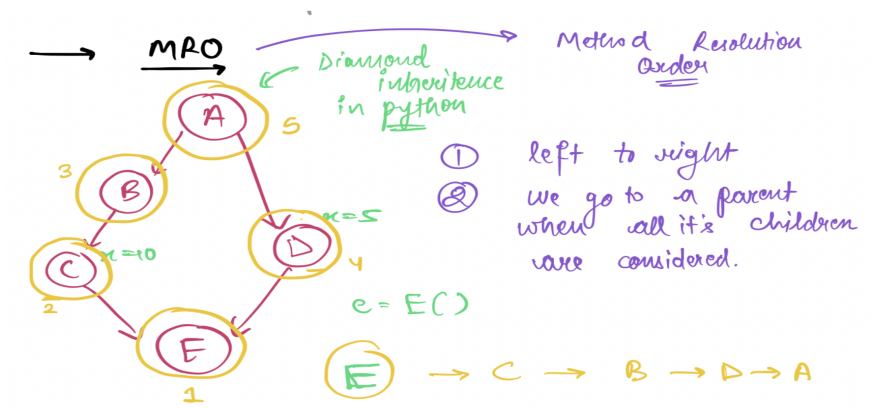 MRO
Method Resolution
Order
Diamond
inheritence
in python
A
5
3
B
1 left to right
2 we go to a parent
when all it's children
are considered.
x=5
D
4
x=10
C
2
e = E()
E
1
E → C → B → D → A